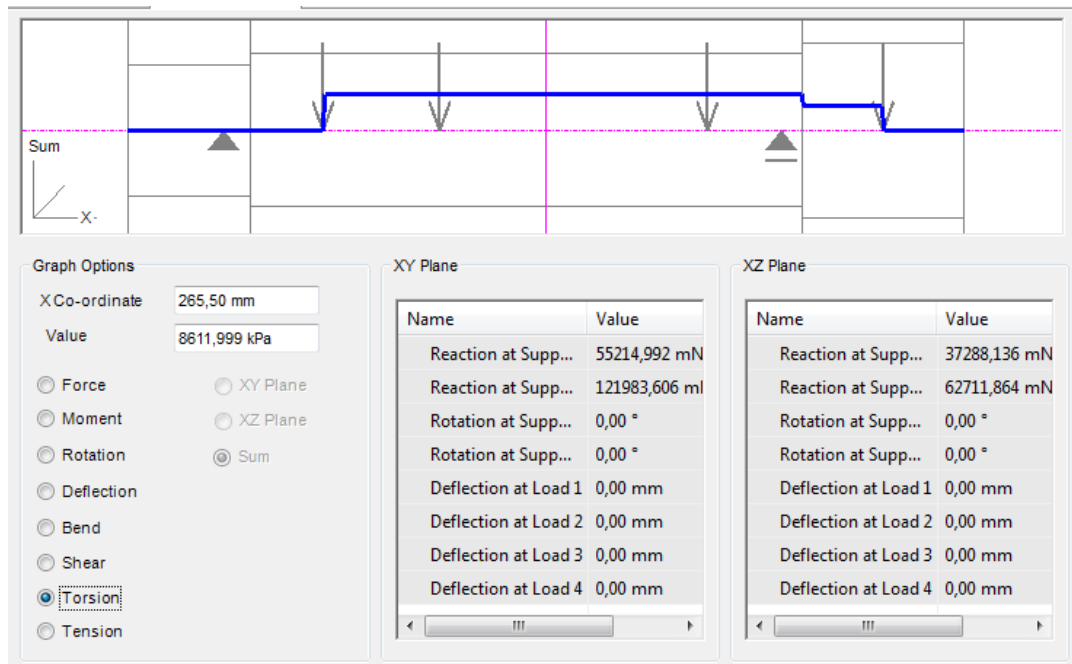 Sum
X-
Graph Options
X Co-ordinate 265,50 mm
Value 8611,999 kPa
Force XY Plane
Moment XZ Plane
Rotation Sum
Deflection
Bend
Shear
Torsion
Tension
XY Plane
Name Value
Reaction at Supp... 55214,992 mN
Reaction at Supp... 121983,606 ml
Rotation at Supp... 0,00 °
Rotation at Supp... 0,00 °
Deflection at Load 1 0,00 mm
Deflection at Load 2 0,00 mm
Deflection at Load 3 0,00 mm
Deflection at Load 4 0,00 mm
XZ Plane
Name Value
Reaction at Supp... 37288,136 mN
Reaction at Supp... 62711,864 mN
Rotation at Supp... 0,00 °
Rotation at Supp... 0,00 °
Deflection at Load 1 0,00 mm
Deflection at Load 2 0,00 mm
Deflection at Load 3 0,00 mm
Deflection at Load 4 0,00 mm